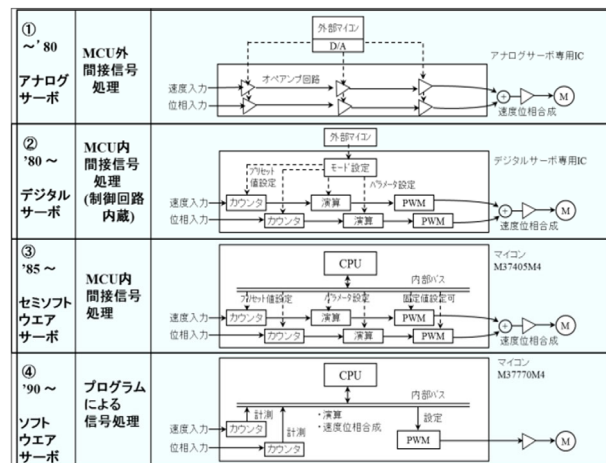 ①
～'80
アナログ
サーボ
MCU外
間接信号
処理
外部マイコン
D/A
アナログサーボ専用IC
オペアンプ回路
速度入力
位相入力
+
M
速度位相合成
②
'80～
デジタル
サーボ
MCU内
間接信号
処理
(制御回路
内蔵)
外部マイコン
デジタルサーボ専用IC
モード設定
プリセット
値設定
パラメータ設定
速度入力
カウンタ
演算
PWM
位相入力
カウンタ
演算
PWM
+
M
速度位相合成
③
'85～
セミソフト
ウエア
サーボ
MCU内
間接信号
処理
マイコン
M37405M4
CPU
内部バス
プリセット値設定
パラメータ設定
固定値設定可
速度入力
カウンタ
演算
PWM
位相入力
カウンタ
演算
PWM
+
M
速度位相合成
④
'90～
ソフト
ウエア
サーボ
プログラム
による
信号処理
マイコン
M37770M4
CPU
内部バス
計測
・演算
・速度位相合成
設定
速度入力
カウンタ
計測
位相入力
カウンタ
PWM
M